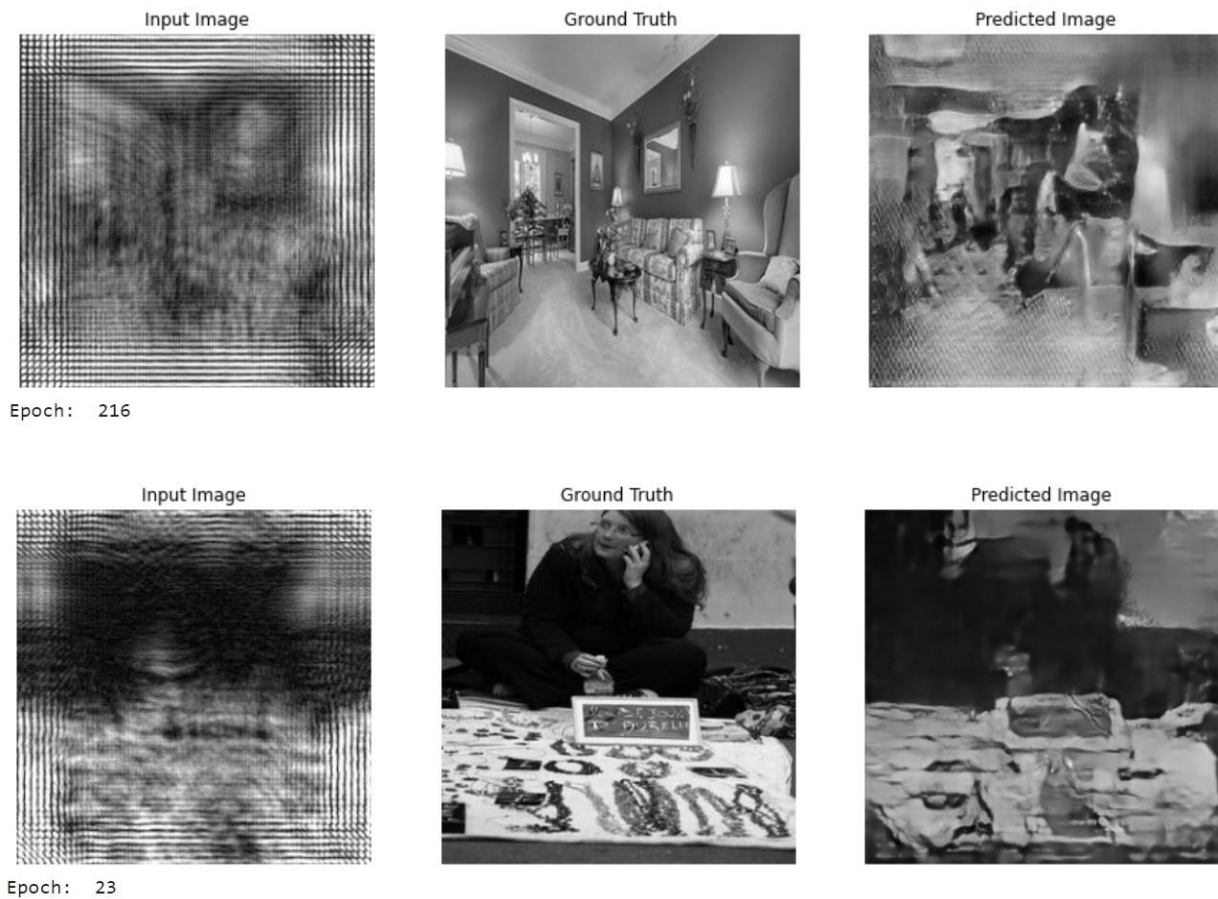 Input Image
Ground Truth
Predicted Image
Epoch: 216
Input Image
Ground Truth
Predicted Image
Epoch: 23